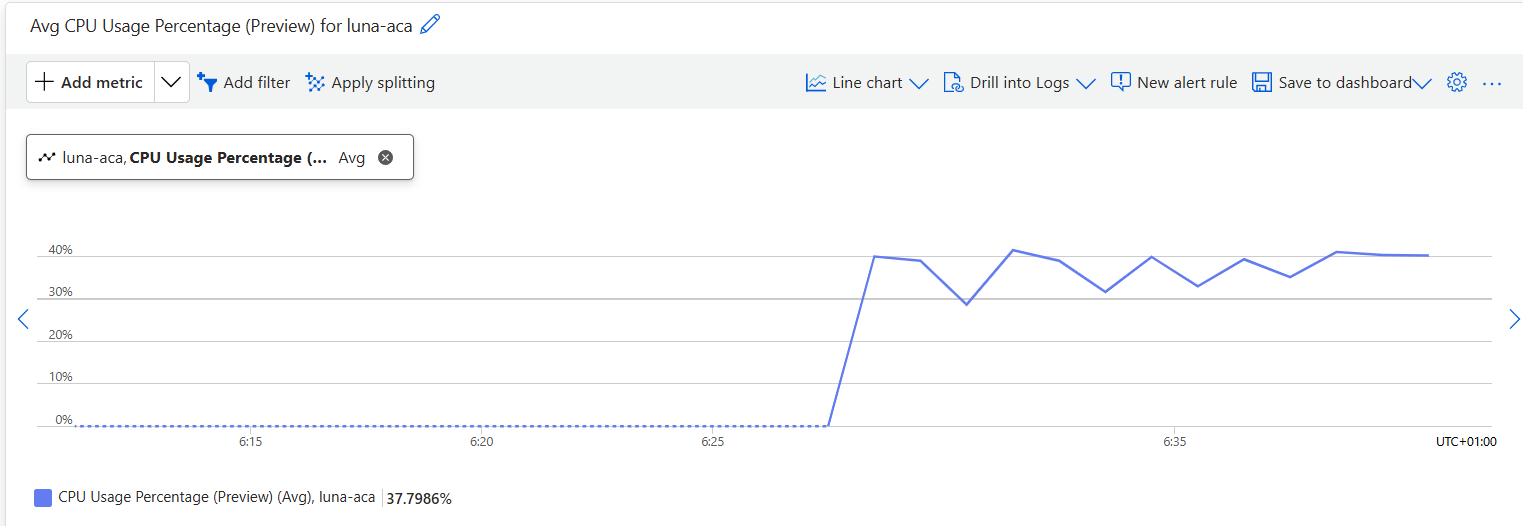 Avg CPU Usage Percentage (Preview) for luna-aca
Add metric Add filter Apply splitting Line chart Drill into Logs New alert rule Save to dashboard ...
luna-aca, CPU Usage Percentage (... Avg
40%
30%
20%
10%
0%
6:15 6:20 6:25 6:35 UTC+01:00
CPU Usage Percentage (Preview) (Avg), luna-aca 37.7986%